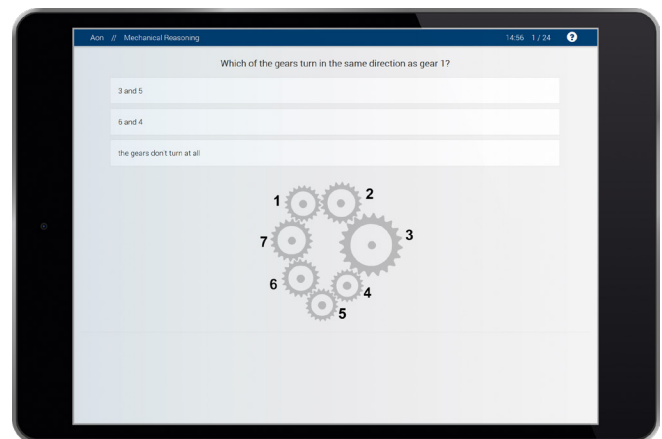 Aon // Mechanical Reasoning 14:56 1 / 24 ?
Which of the gears turn in the same direction as gear 1?
3 and 5
6 and 4
the gears don't turn at all
1
2
3
7
6
4
5